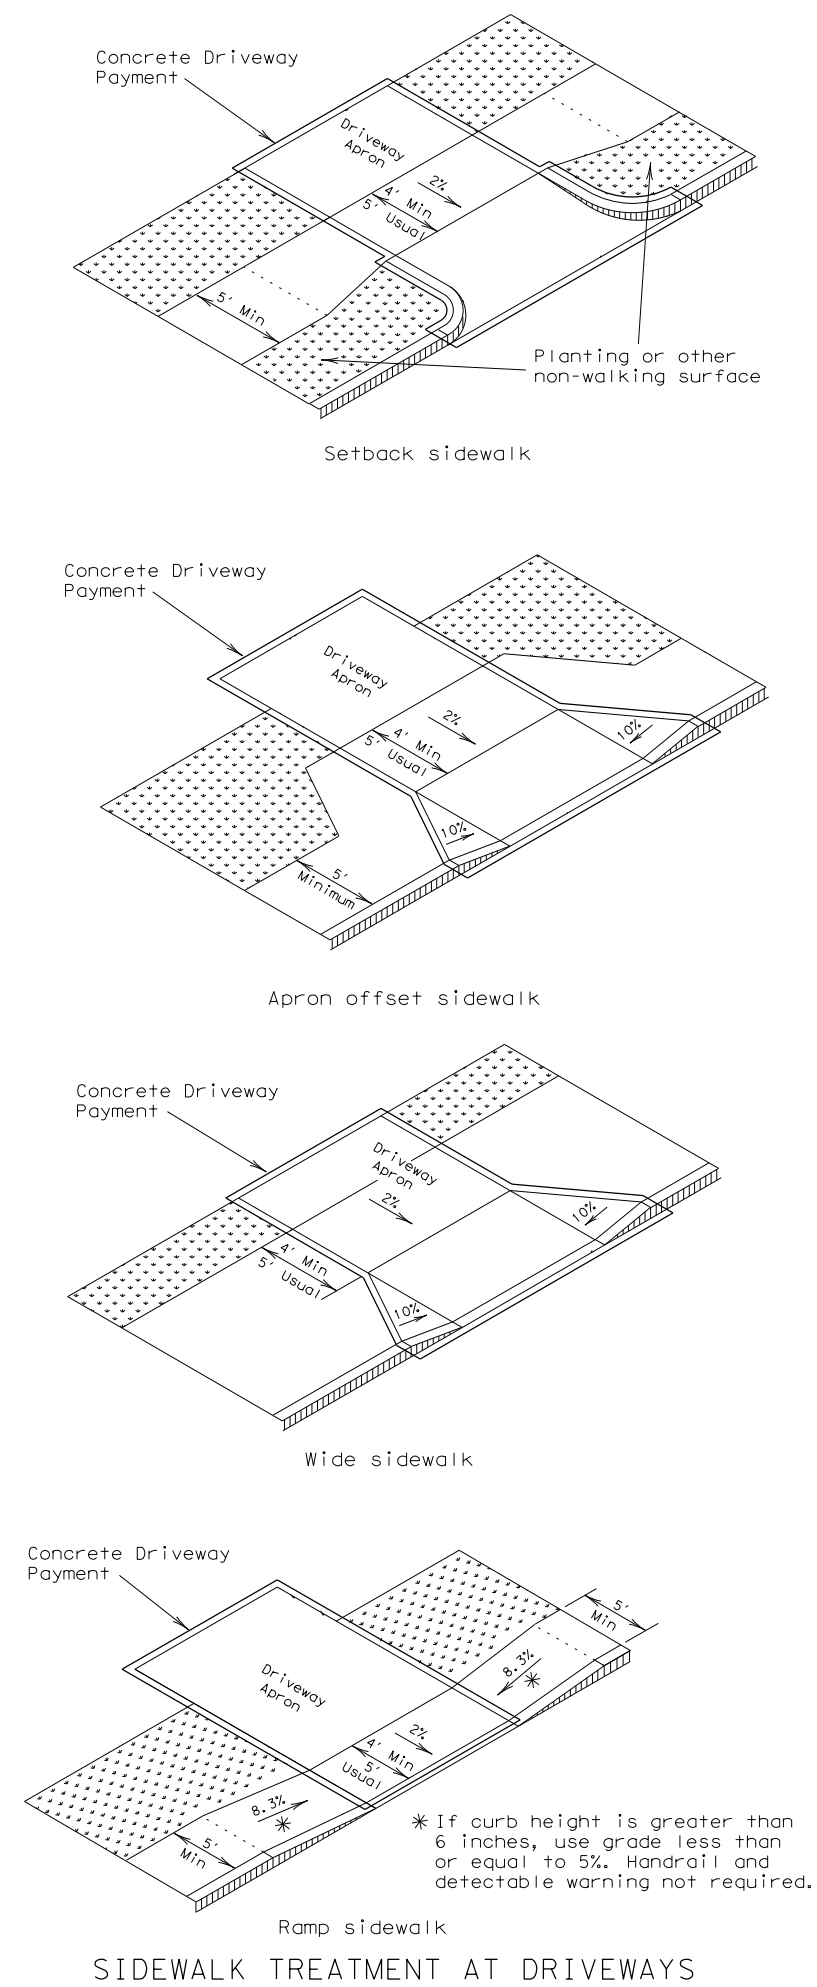 Concrete Driveway
Payment
Driveway
Apron
2%
4' Min
5' Usual
5' Min
Planting or other
non-walking surface
Setback sidewalk
Concrete Driveway
Payment
Driveway
Apron
2%
10%
4' Min
5' Usual
10%
5'
Minimum
Apron offset sidewalk
Concrete Driveway
Payment
Driveway
Apron
2%
10%
4' Min
5' Usual
10%
Wide sidewalk
Concrete Driveway
Payment
5'
Min
8.3%
*
Driveway
Apron
2%
4' Min
5'
Usual
8.3%
*
5'
Min
* If curb height is greater than
6 inches, use grade less than
or equal to 5%. Handrail and
detectable warning not required.
Ramp sidewalk
SIDEWALK TREATMENT AT DRIVEWAYS